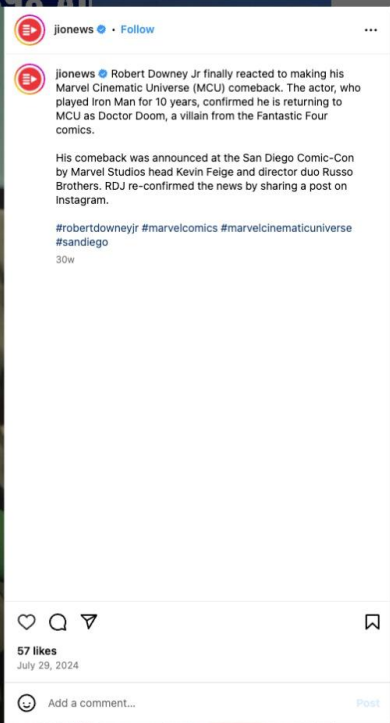 jionews • Follow
jionews Robert Downey Jr finally reacted to making his
Marvel Cinematic Universe (MCU) comeback. The actor, who
played Iron Man for 10 years, confirmed he is returning to
MCU as Doctor Doom, a villain from the Fantastic Four
comics.
His comeback was announced at the San Diego Comic-Con
by Marvel Studios head Kevin Feige and director duo Russo
Brothers. RDJ re-confirmed the news by sharing a post on
Instagram.
#robertdowneyjr #marvelcomics #marvelcinematicuniverse
#sandiego
30w
57 likes
July 29, 2024
Add a comment...
Post